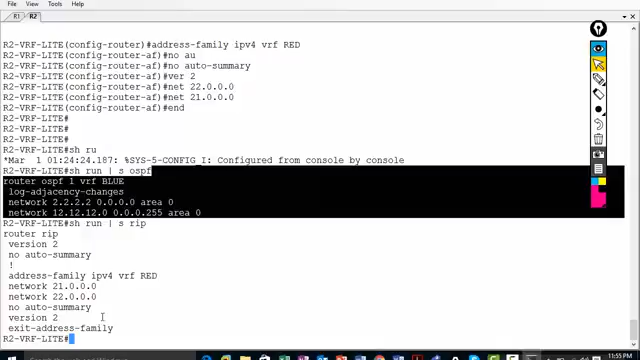 File Edit View Tools Help
R1 R2
R2-VRF-LITE(config-router)#address-family ipv4 vrf RED
R2-VRF-LITE(config-router-af)#no au
R2-VRF-LITE(config-router-af)#no auto-summary
R2-VRF-LITE(config-router-af)#ver 2
R2-VRF-LITE(config-router-af)#net 22.0.0.0
R2-VRF-LITE(config-router-af)#net 21.0.0.0
R2-VRF-LITE(config-router-af)#end
R2-VRF-LITE#
R2-VRF-LITE#
R2-VRF-LITE#
R2-VRF-LITE#sh ru
*Mar 1 01:24:24.187: %SYS-5-CONFIG_I: Configured from console by console
R2-VRF-LITE#sh run | s ospf
router ospf 1 vrf BLUE
log-adjacency-changes
network 2.2.2.2 0.0.0.0 area 0
network 12.12.12.0 0.0.0.255 area 0
R2-VRF-LITE#sh run | s rip
router rip
version 2
no auto-summary
!
address-family ipv4 vrf RED
network 21.0.0.0
network 22.0.0.0
no auto-summary
version 2
exit-address-family
R2-VRF-LITE#
11:55 PM